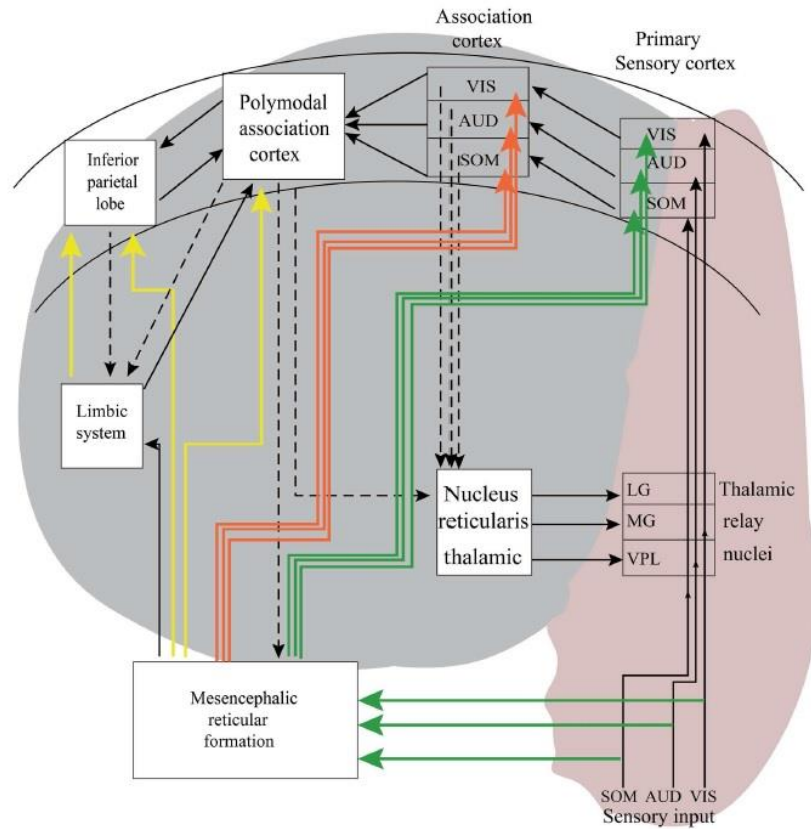 Association
cortex
Primary
Sensory cortex
VIS
AUD
SOM
VIS
AUD
SOM
Polymodal
association
cortex
Inferior
parietal
lobe
Limbic
system
Nucleus
reticularis
thalamic
LG
MG
VPL
Thalamic
relay
nuclei
Mesencephalic
reticular
formation
SOM AUD VIS
Sensory input